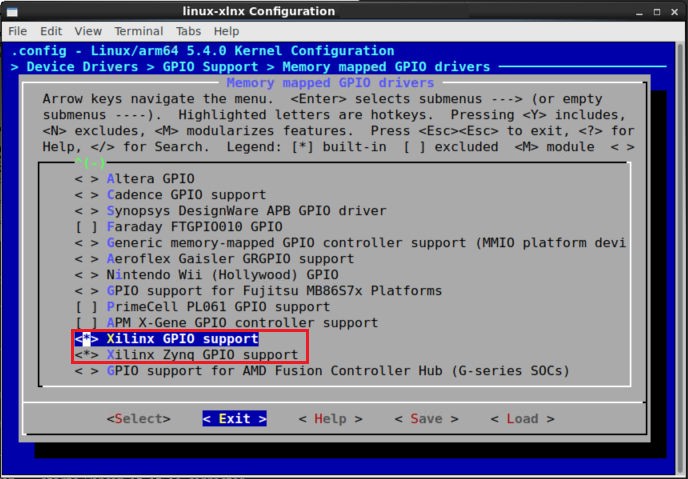 linux-xlnx Configuration
File Edit View Terminal Tabs Help
.config - Linux/arm64 5.4.0 Kernel Configuration
> Device Drivers > GPIO Support > Memory mapped GPIO drivers
Memory mapped GPIO drivers
Arrow keys navigate the menu. <Enter> selects submenus ---> (or empty
submenus ----). Highlighted letters are hotkeys. Pressing <Y> includes,
<N> excludes, <M> modularizes features. Press <Esc><Esc> to exit, <?> for
Help, </> for Search. Legend: [*] built-in [ ] excluded <M> module < >
^(-)
< > Altera GPIO
< > Cadence GPIO support
< > Synopsys DesignWare APB GPIO driver
[ ] Faraday FTGPIO010 GPIO
< > Generic memory-mapped GPIO controller support (MMIO platform devi
< > Aeroflex Gaisler GRGPIO support
< > Nintendo Wii (Hollywood) GPIO
< > GPIO support for Fujitsu MB86S7x Platforms
[ ] PrimeCell PL061 GPIO support
[ ] APM X-Gene GPIO controller support
<*> Xilinx GPIO support
<*> Xilinx Zynq GPIO support
< > GPIO support for AMD Fusion Controller Hub (G-series SOCs)
<Select> < Exit > < Help > < Save > < Load >